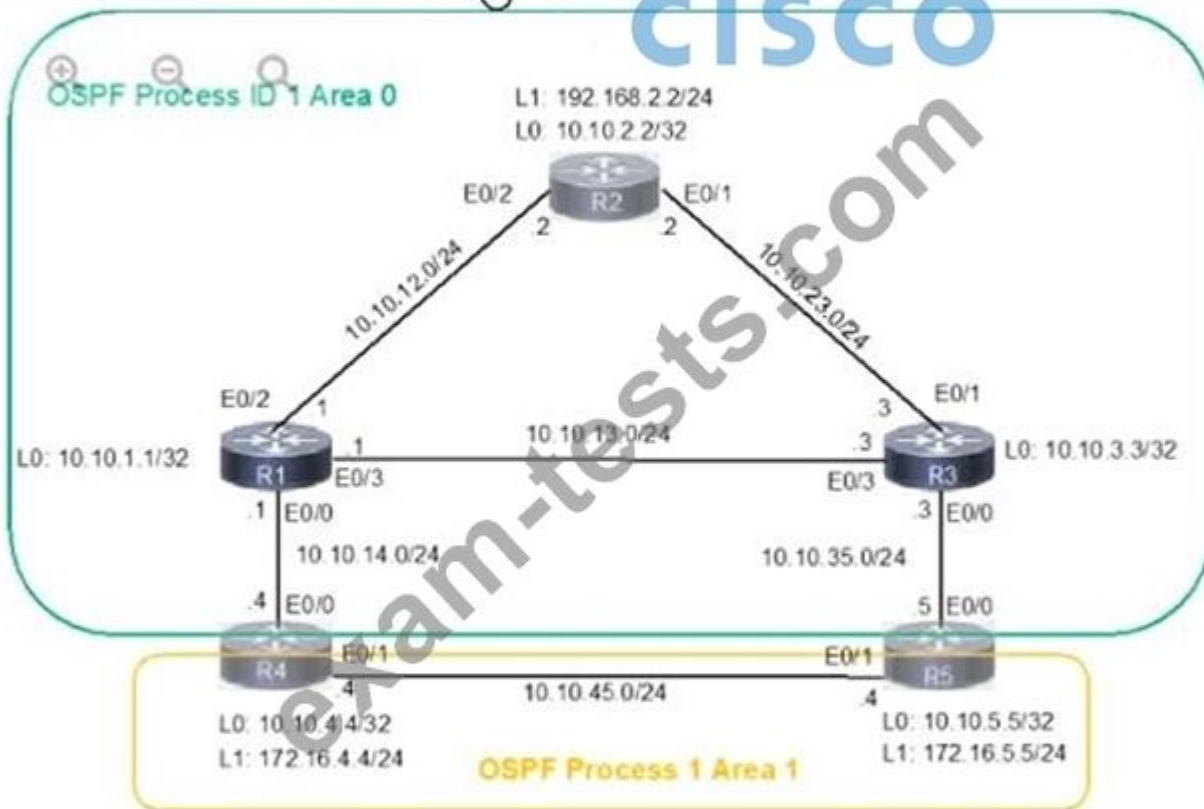 CISCO
OSPF Process ID 1 Area 0
L1: 192.168.2.2/24
L0: 10.10.2.2/32
E0/2
R2
E0/1
.2
.2
10.10.12.0/24
10.10.23.0/24
E0/2
.1
.3
E0/1
L0: 10.10.1.1/32
R1
.1
E0/3
10.10.13.0/24
.3
E0/3
R3
L0: 10.10.3.3/32
.1
E0/0
.3
E0/0
10.10.14.0/24
10.10.35.0/24
.4
E0/0
.5
E0/0
R4
E0/1
.4
10.10.45.0/24
E0/1
.4
R5
L0: 10.10.4.4/32
L1: 172.16.4.4/24
L0: 10.10.5.5/32
L1: 172.16.5.5/24
OSPF Process 1 Area 1
exam-tests.com